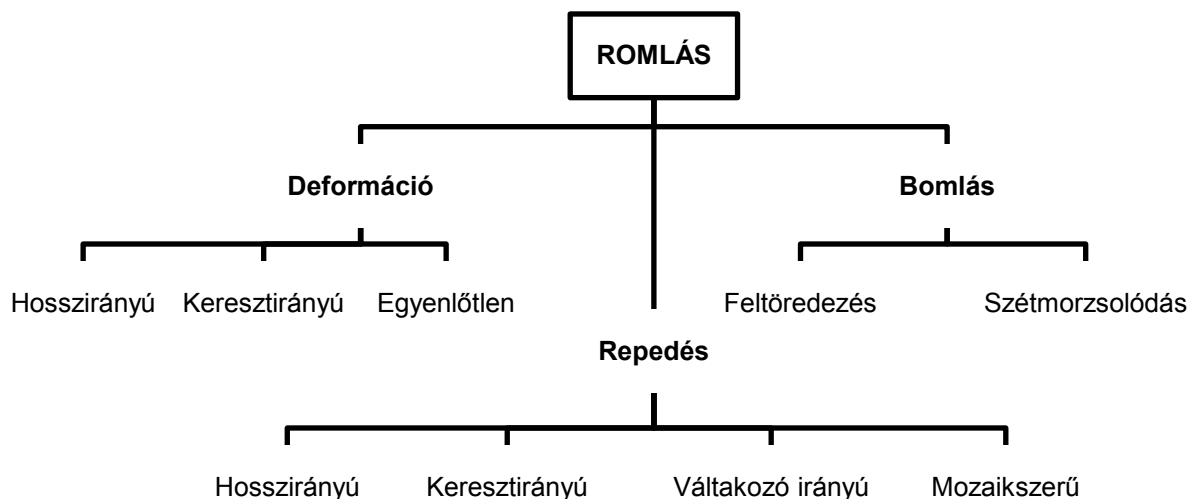 ROMLÁS
Deformáció Bomlás
Hosszirányú Keresztirányú Egyenlőtlen Feltöredezés Szétmorzsolódás
Repedés
Hosszirányú Keresztirányú Váltakozó irányú Mozaikszerű